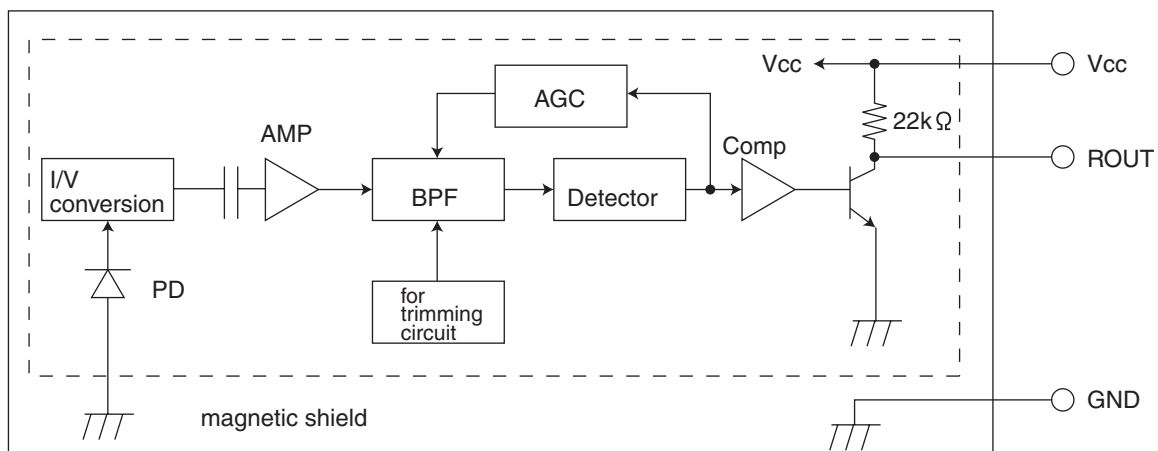 Vcc
Vcc
AGC
22kΩ
AMP
Comp
ROUT
I/V
conversion
BPF
Detector
PD
for
trimming
circuit
GND
magnetic shield